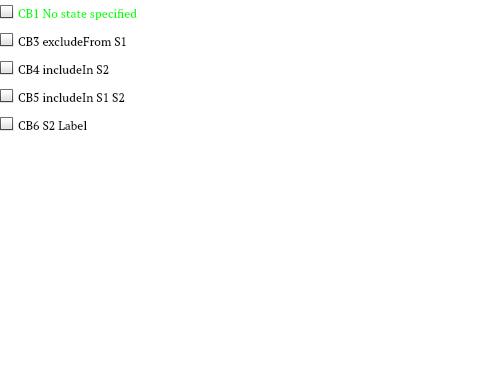 CB1 No state specified
CB3 excludeFrom S1
CB4 includeIn S2
CB5 includeIn S1 S2
CB6 S2 Label